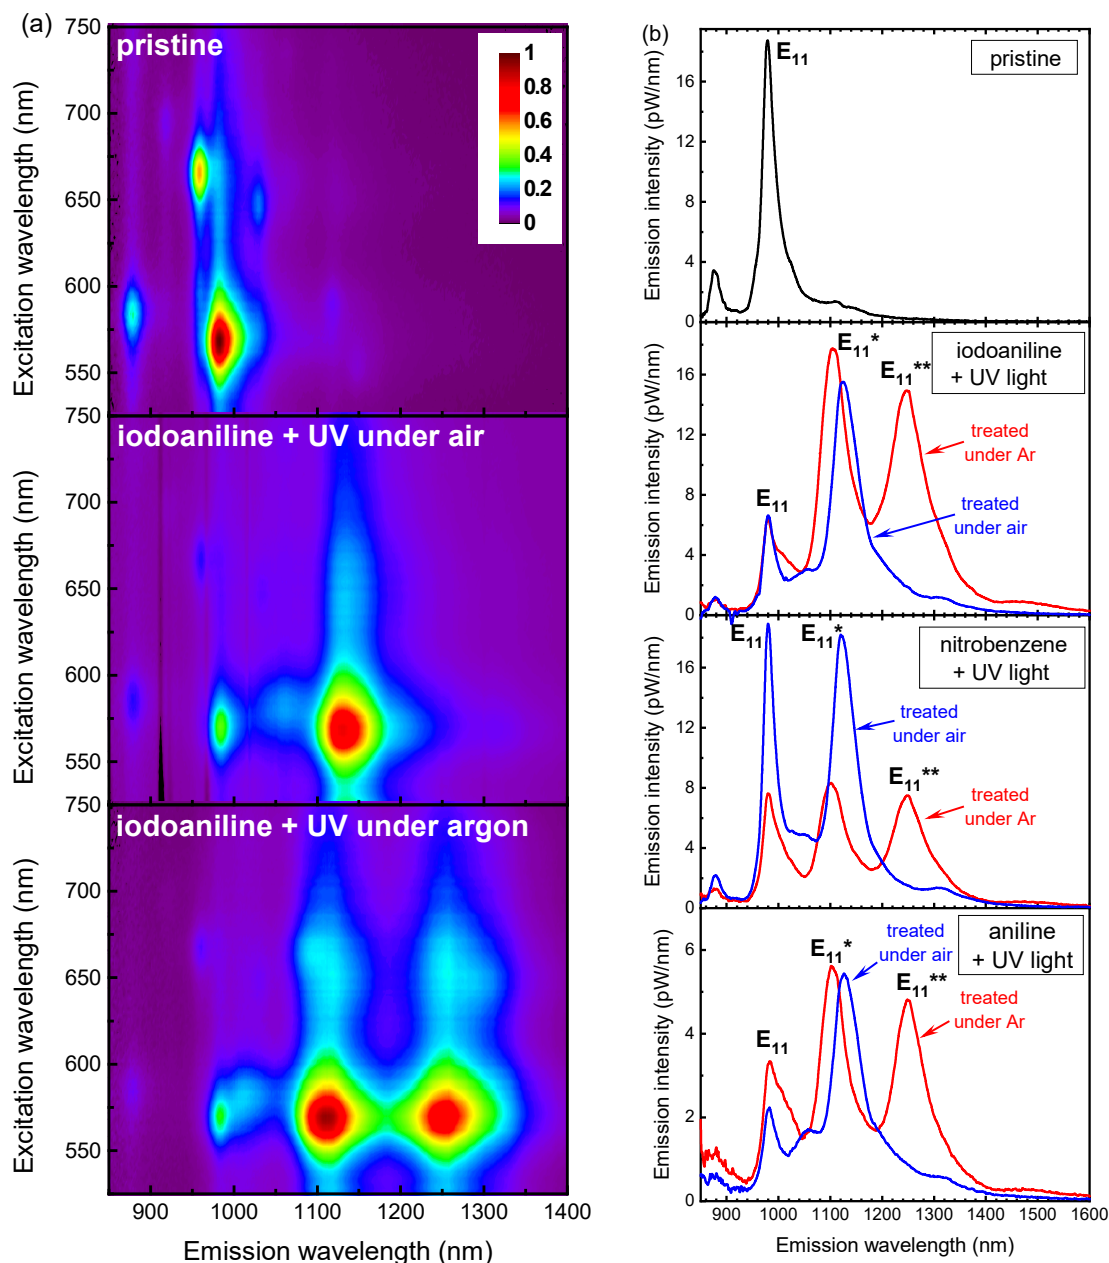 (a)
Excitation wavelength (nm)
750
700
650
600
550
pristine
1
0.8
0.6
0.4
0.2
0
Excitation wavelength (nm)
750
700
650
600
550
iodoaniline + UV under air
Excitation wavelength (nm)
750
700
650
600
550
iodoaniline + UV under argon
900 1000 1100 1200 1300 1400
Emission wavelength (nm)
(b)
Emission intensity (pW/nm)
16
12
8
4
0
E11
pristine
Emission intensity (pW/nm)
16
12
8
4
0
E11
E11*
E11**
iodoaniline
+ UV light
treated
under Ar
treated
under air
Emission intensity (pW/nm)
16
12
8
4
0
E11
E11*
E11**
nitrobenzene
+ UV light
treated
under air
treated
under Ar
Emission intensity (pW/nm)
6
4
2
0
E11
E11*
E11**
treated
under air
aniline
+ UV light
treated
under Ar
900 1000 1100 1200 1300 1400 1500 1600
Emission wavelength (nm)